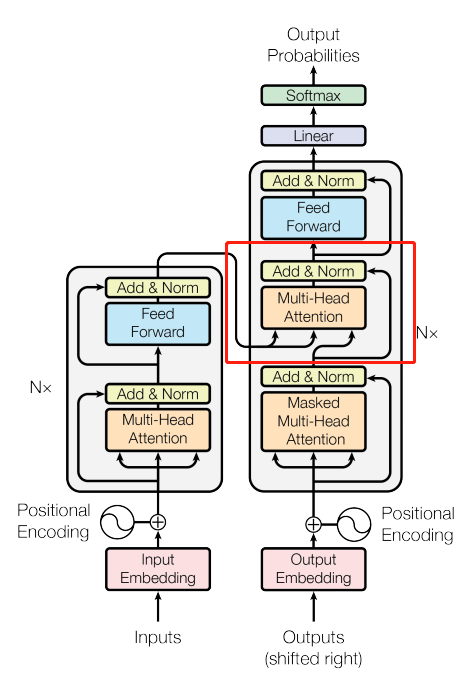 Output
Probabilities
Softmax
Linear
Add & Norm
Feed
Forward
Add & Norm
Multi-Head
Attention
Nx
Add & Norm
Masked
Multi-Head
Attention
Add & Norm
Feed
Forward
N×
Add & Norm
Multi-Head
Attention
Positional
Encoding
Positional
Encoding
Input
Embedding
Output
Embedding
Inputs
Outputs
(shifted right)